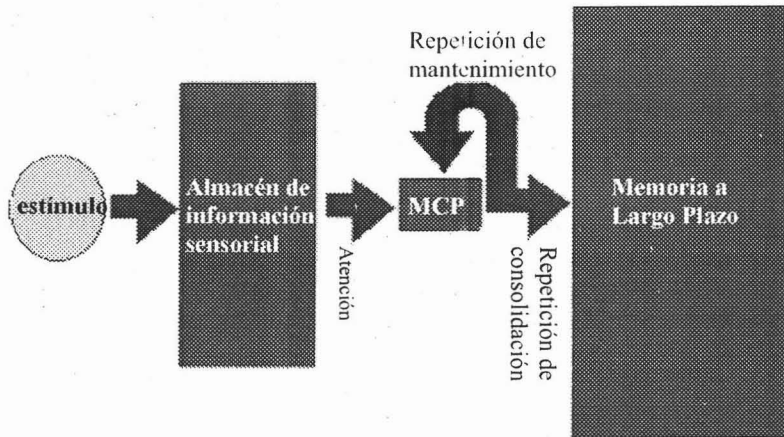 Repetición de
mantenimiento
estímulo
Almacén de
información
sensorial
Atención
MCP
Repetición de
consolidación
Memoria a
Largo Plazo